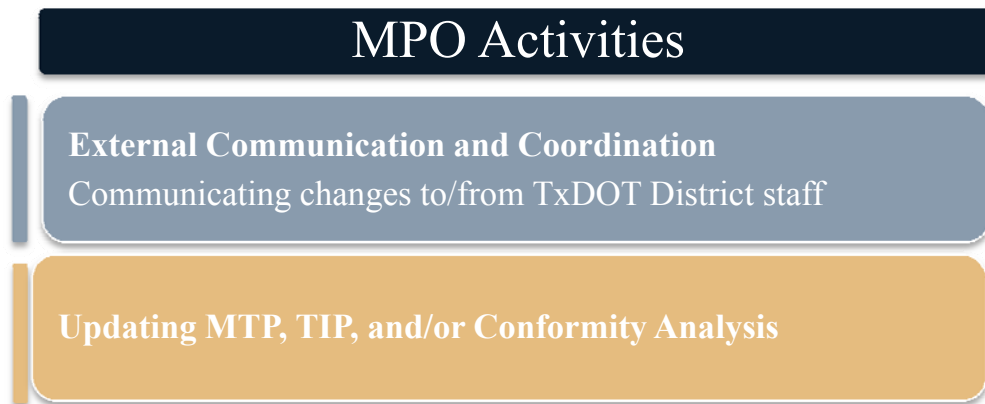 MPO Activities
External Communication and Coordination
Communicating changes to/from TxDOT District staff
Updating MTP, TIP, and/or Conformity Analysis